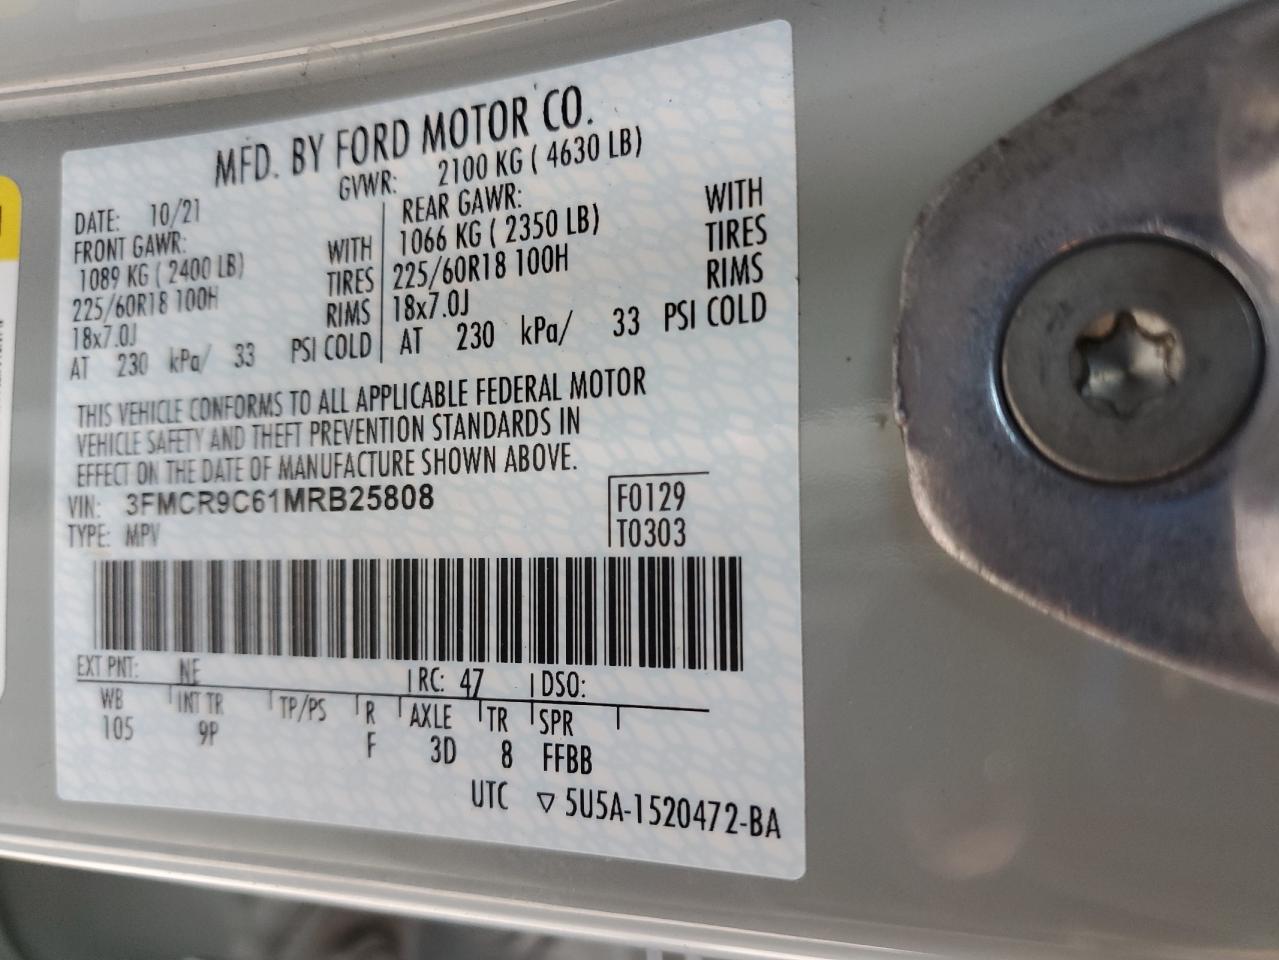 MFD. BY FORD MOTOR CO.
DATE: 10/21 GVWR: 2100 KG ( 4630 LB)
FRONT GAWR: REAR GAWR:
1089 KG ( 2400 LB) WITH 1066 KG ( 2350 LB) WITH
225/60R18 100H TIRES 225/60R18 100H TIRES
18x7.0J RIMS 18x7.0J RIMS
AT 230 kPa/ 33 PSI COLD AT 230 kPa/ 33 PSI COLD
THIS VEHICLE CONFORMS TO ALL APPLICABLE FEDERAL MOTOR
VEHICLE SAFETY AND THEFT PREVENTION STANDARDS IN
EFFECT ON THE DATE OF MANUFACTURE SHOWN ABOVE.
VIN: 3FMCR9C61MRB25808 F0129
TYPE: MPV T0303
EXT PNT: NE RC: 47 DSO:
WB INT TR TP/PS R AXLE TR SPR
105 9P F 3D 8 FFBB
UTC ▽ 5U5A-1520472-BA